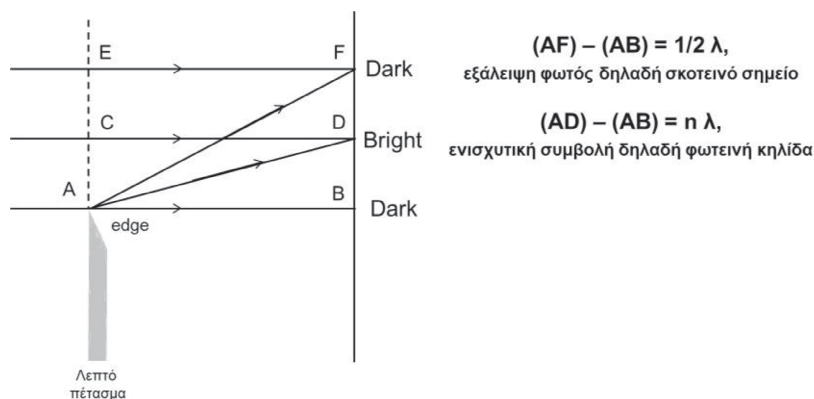 E
F
Dark
(AF) – (AB) = 1/2 λ,
εξάλειψη φωτός δηλαδή σκοτεινό σημείο
C
D
Bright
(AD) – (AB) = n λ,
ενισχυτική συμβολή δηλαδή φωτεινή κηλίδα
A
B
Dark
edge
Λεπτό
πέτασμα